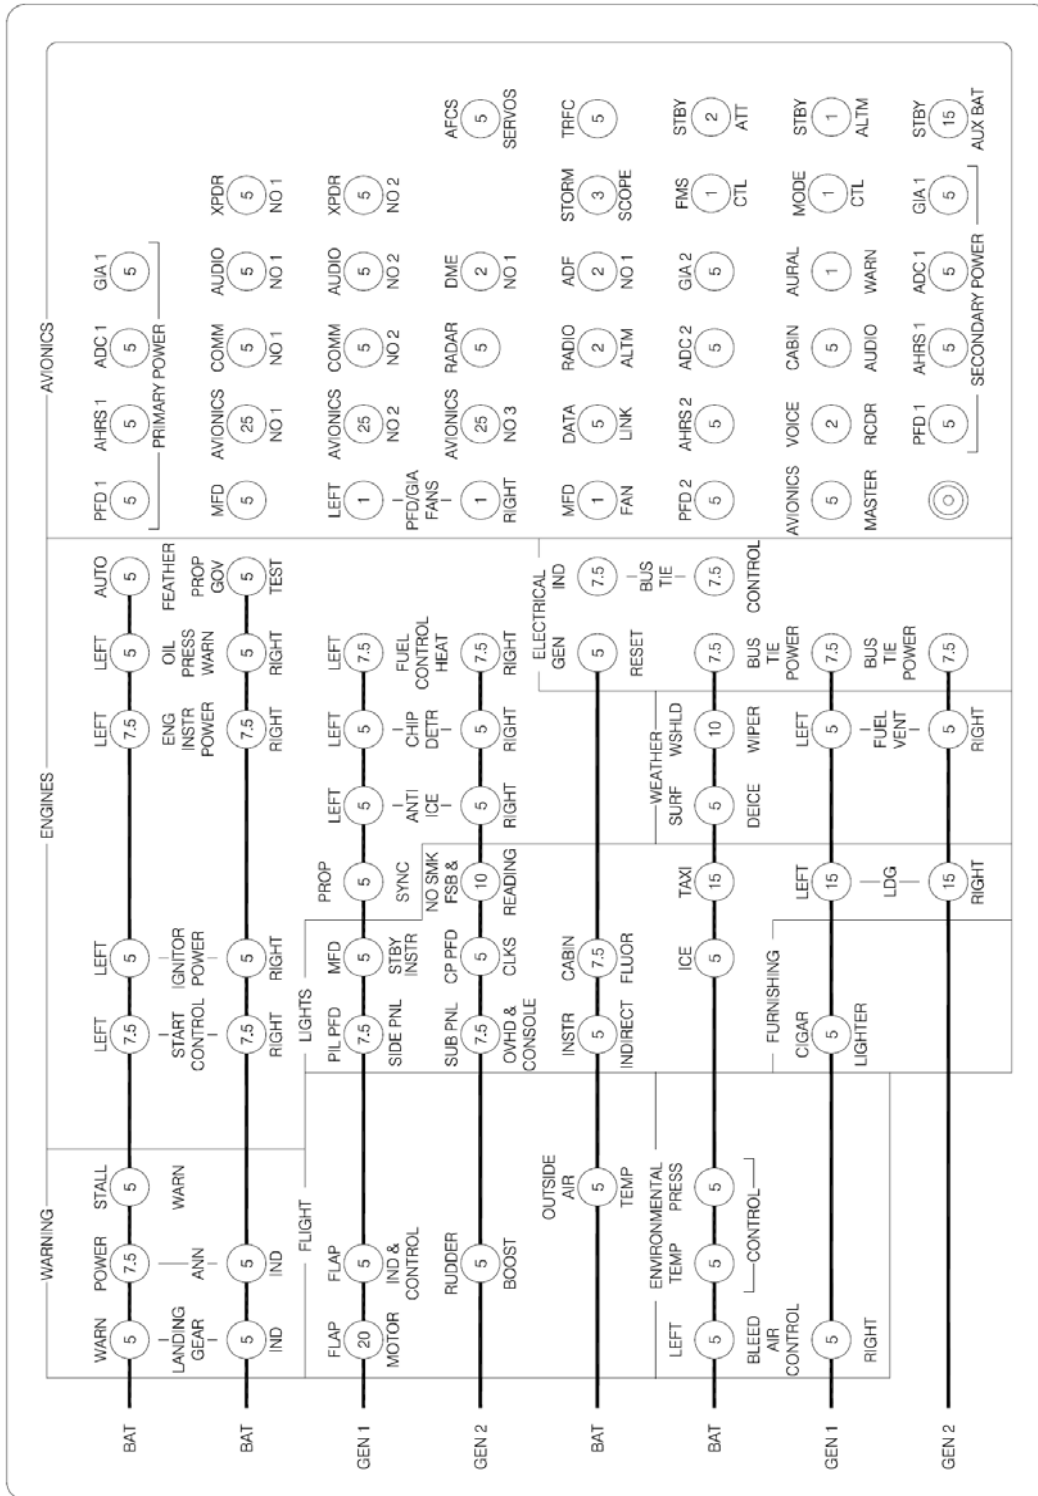 WARNING ENGINES AVIONICS
WARN POWER STALL LEFT LEFT LEFT LEFT AUTO PFD 1 AHRS 1 ADC 1 GIA 1
BAT 5 7.5 5 7.5 5 7.5 5 5 5 5 5 5
PRIMARY POWER
LANDING GEAR ANN WARN START CONTROL IGNITOR POWER ENG INSTR POWER OIL PRESS WARN FEATHER
PROP GOV MFD AVIONICS COMM AUDIO XPDR
BAT 5 5 7.5 5 7.5 5 5 5 25 5 5 5
IND IND RIGHT RIGHT RIGHT RIGHT TEST NO 1 NO 1 NO 1 NO 1
FLIGHT LIGHTS
FLAP FLAP PIL PFD MFD PROP LEFT LEFT LEFT LEFT AVIONICS COMM AUDIO XPDR
GEN 1 20 5 7.5 5 5 5 5 7.5 1 25 5 5 5
MOTOR IND & CONTROL SIDE PNL STBY INSTR SYNC ANTI ICE CHIP DETR FUEL CONTROL HEAT PFD/GIA FANS NO 2 NO 2 NO 2 NO 2
RUDDER SUB PNL CP PFD NO SMK FSB & AVIONICS RADAR DME AFCS
GEN 2 5 7.5 5 10 5 5 7.5 1 25 5 2 5
BOOST OVHD & CONSOLE CLKS READING RIGHT RIGHT RIGHT RIGHT NO 3 NO 1 SERVOS
ELECTRICAL
OUTSIDE AIR INSTR CABIN GEN IND MFD DATA RADIO ADF STORM TRFC
BAT 5 5 7.5 5 7.5 1 5 2 2 3 5
TEMP INDIRECT FLUOR RESET BUS TIE FAN LINK ALTM NO 1 SCOPE
ENVIRONMENTAL WEATHER
LEFT TEMP PRESS ICE TAXI SURF WSHLD PFD 2 AHRS 2 ADC 2 GIA 2 FMS STBY
BAT 5 5 5 5 15 5 10 7.5 7.5 5 5 5 5 1 2
CONTROL DEICE WIPER BUS TIE POWER CONTROL CTL ATT
BLEED AIR CONTROL
FURNISHING
CIGAR LEFT LEFT AVIONICS VOICE CABIN AURAL MODE STBY
GEN 1 5 5 15 5 7.5 5 2 5 1 1 1
RIGHT LIGHTER LDG FUEL VENT BUS TIE POWER MASTER RCDR AUDIO WARN CTL ALTM
PFD 1 AHRS 1 ADC 1 GIA 1 STBY
GEN 2 15 5 7.5 5 5 5 5 15
RIGHT RIGHT SECONDARY POWER AUX BAT